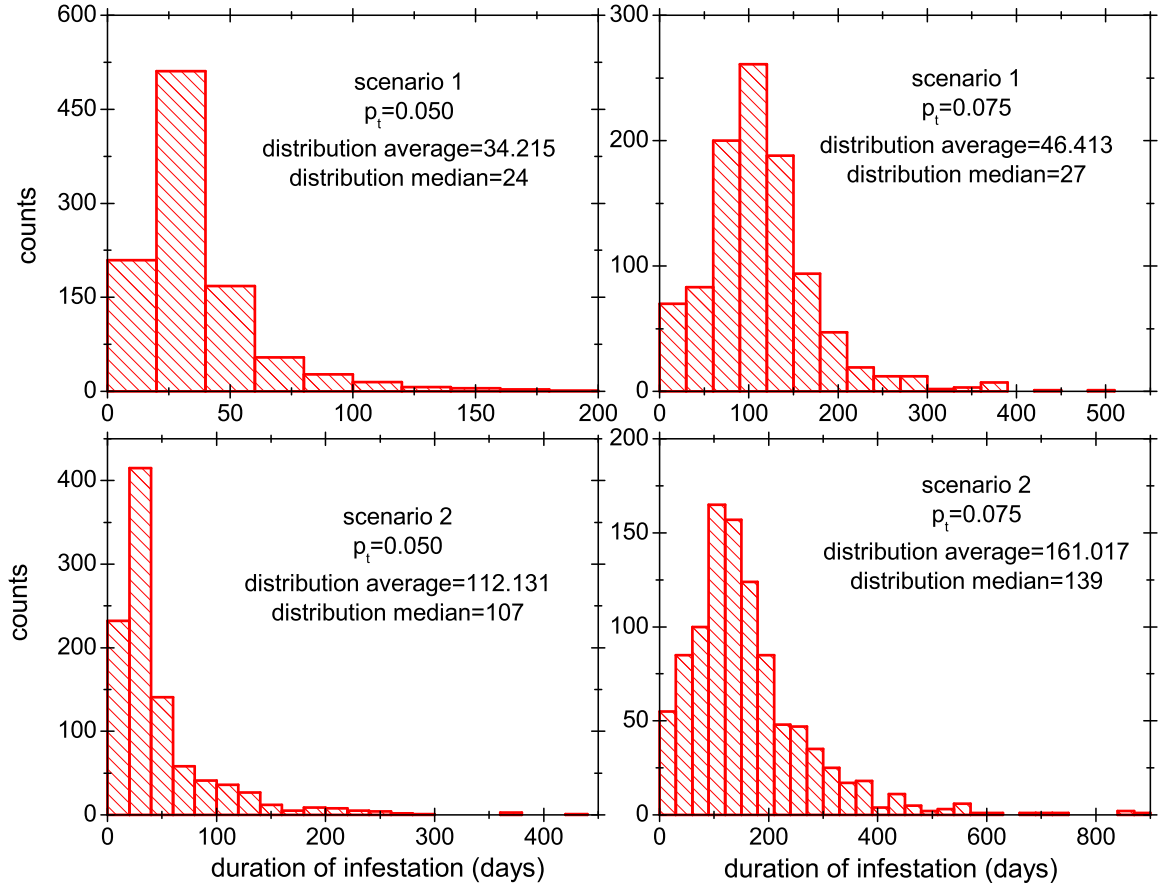 600
450
300
150
0
counts
scenario 1
pt=0.050
distribution average=34.215
distribution median=24
0 50 100 150 200
300
200
100
0
scenario 1
pt=0.075
distribution average=46.413
distribution median=27
0 100 200 300 400 500
400
300
200
100
0
counts
scenario 2
pt=0.050
distribution average=112.131
distribution median=107
0 100 200 300 400
duration of infestation (days)
200
150
100
50
0
scenario 2
pt=0.075
distribution average=161.017
distribution median=139
0 200 400 600 800
duration of infestation (days)